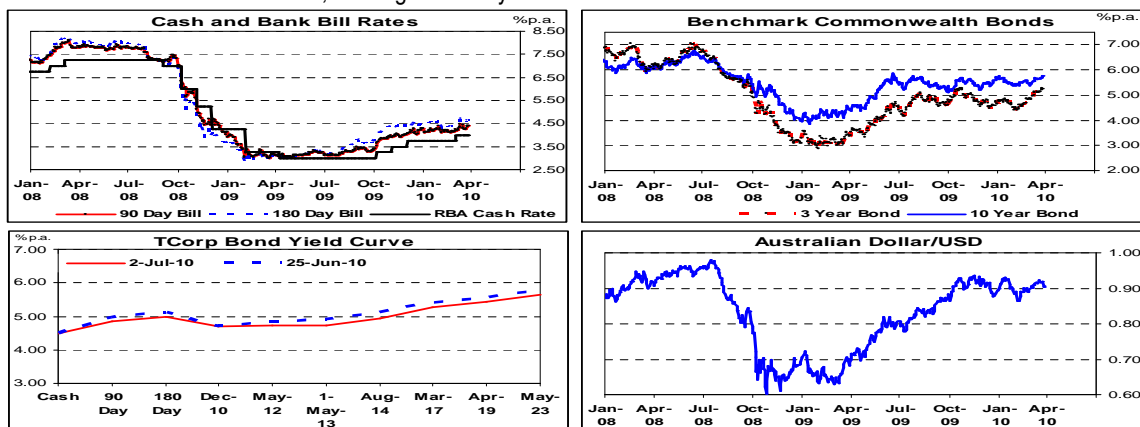 Cash and Bank Bill Rates
%p.a.
8.50
7.50
6.50
5.50
4.50
3.50
2.50
Jan-08 Apr-08 Jul-08 Oct-08 Jan-09 Apr-09 Jul-09 Oct-09 Jan-10 Apr-10
90 Day Bill 180 Day Bill RBA Cash Rate
Benchmark Commonwealth Bonds
%p.a.
7.00
6.00
5.00
4.00
3.00
2.00
Jan-08 Apr-08 Jul-08 Oct-08 Jan-09 Apr-09 Jul-09 Oct-09 Jan-10 Apr-10
3 Year Bond 10 Year Bond
%p.a.
TCorp Bond Yield Curve
7.00
2-Jul-10 25-Jun-10
6.00
5.00
4.00
3.00
Cash 90 Day 180 Day Dec-10 May-12 1-May-13 Aug-14 Mar-17 Apr-19 May-23
Australian Dollar/USD
1.00
0.90
0.80
0.70
0.60
Jan-08 Apr-08 Jul-08 Oct-08 Jan-09 Apr-09 Jul-09 Oct-09 Jan-10 Apr-10